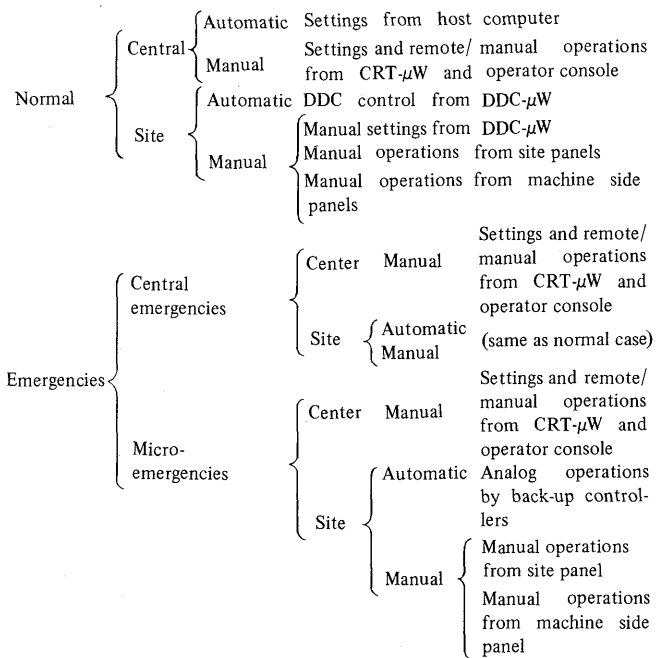 Automatic Settings from host computer
Central
Settings and remote/ manual operations
Manual from CRT-μW and operator console
Normal
Automatic DDC control from DDC-μW
Site
Manual settings from DDC-μW
Manual Manual operations from site panels
Manual operations from machine side
panels
Settings and remote/
Center Manual manual operations
Central from CRT-μW and
emergencies operator console
Site Automatic (same as normal case)
Manual
Emergencies
Settings and remote/
Center Manual manual operations
from CRT-μW and
Micro- operator console
emergencies
Automatic Analog operations
by back-up control-
lers
Site
Manual operations
from site panel
Manual
Manual operations
from machine side
panel